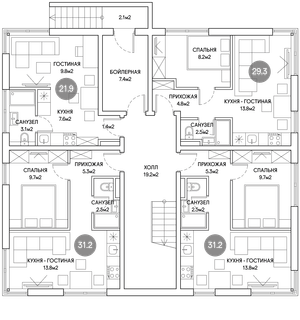 2.1м²
СПАЛЬНЯ
8.2м²
29.3
ГОСТИНАЯ
9.8м²
21.9
БОЙЛЕРНАЯ
7.4м²
КУХНЯ
7.6м²
ПРИХОЖАЯ
4.8м²
КУХНЯ - ГОСТИНАЯ
13.8м²
САНУЗЕЛ
3.1м²
1.4м²
САНУЗЕЛ
2.5м²
ПРИХОЖАЯ
5.3м²
СПАЛЬНЯ
9.7м²
ХОЛЛ
19.2м²
ПРИХОЖАЯ
5.3м²
СПАЛЬНЯ
9.7м²
САНУЗЕЛ
2.3м²
САНУЗЕЛ
2.3м²
31.2
31.2
КУХНЯ - ГОСТИНАЯ
13.8м²
КУХНЯ - ГОСТИНАЯ
13.8м²